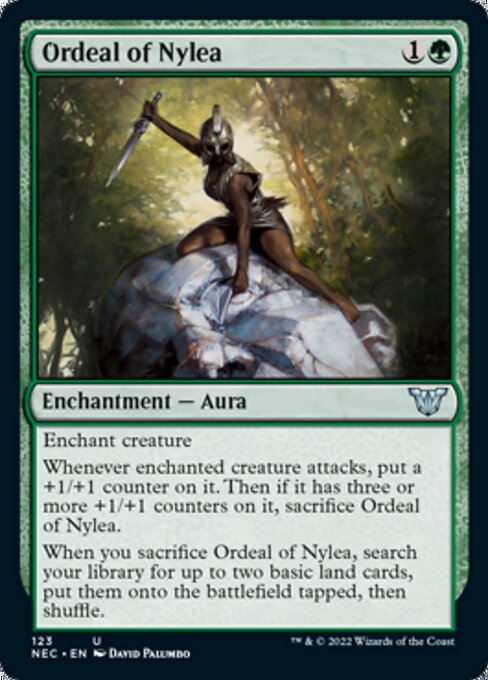 Ordeal of Nylea 1
Enchantment — Aura
Enchant creature
Whenever enchanted creature attacks, put a
+1/+1 counter on it. Then if it has three or
more +1/+1 counters on it, sacrifice Ordeal
of Nylea.
When you sacrifice Ordeal of Nylea, search
your library for up to two basic land cards,
put them onto the battlefield tapped, then
shuffle.
123 U
NEC • EN DAVID PALUMBO
™ & © 2022 Wizards of the Coast